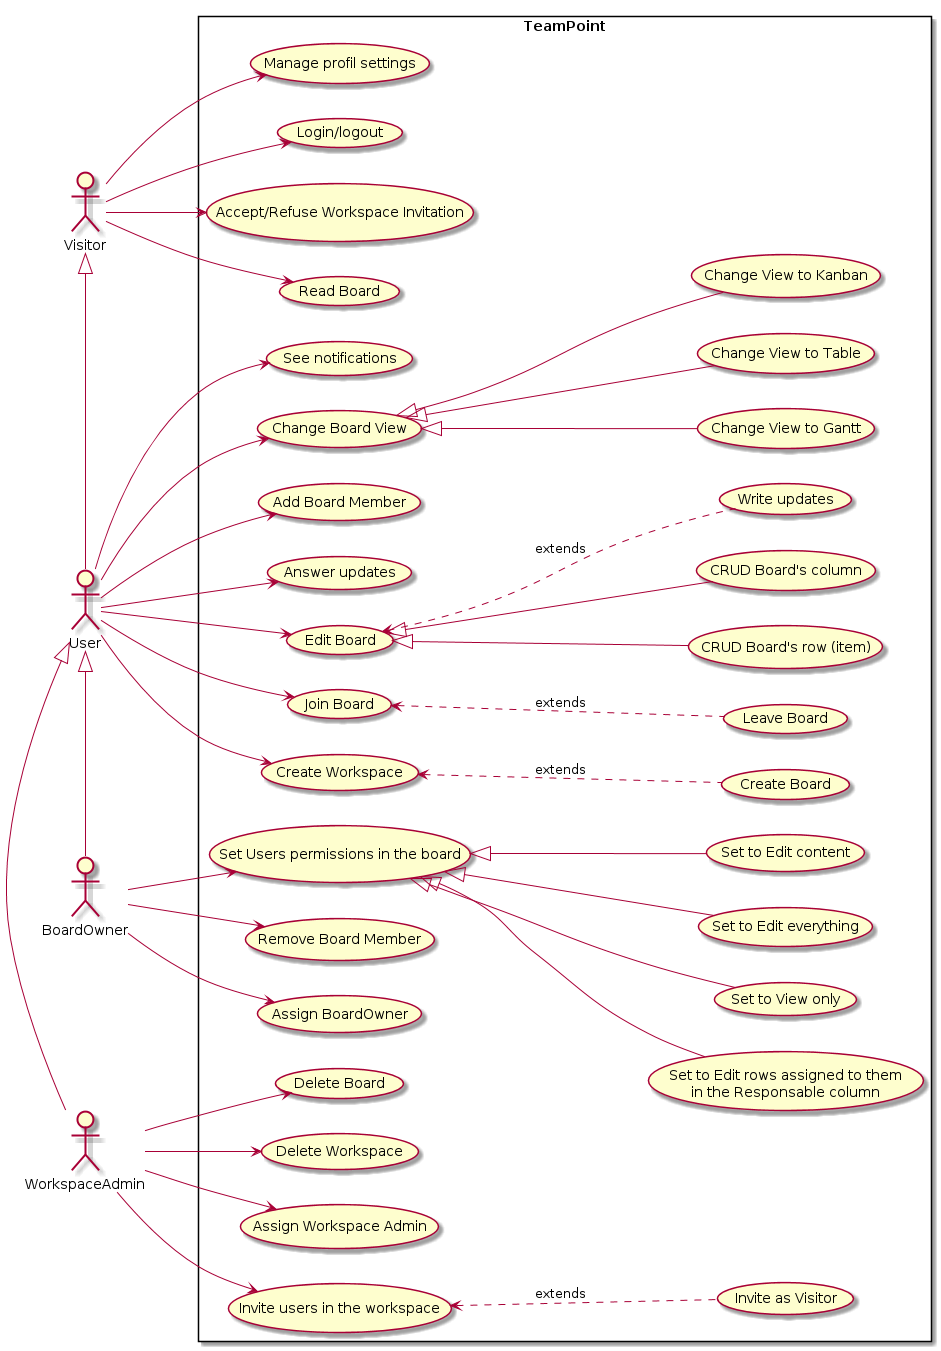 TeamPoint
Manage profil settings
Login/logout
Visitor
Accept/Refuse Workspace Invitation
Read Board
Change View to Kanban
See notifications
Change View to Table
Change Board View
Change View to Gantt
Add Board Member
Write updates
extends
Answer updates
CRUD Board's column
User
Edit Board
CRUD Board's row (item)
Join Board
extends
Leave Board
Create Workspace
extends
Create Board
Set Users permissions in the board
Set to Edit content
BoardOwner
Remove Board Member
Set to Edit everything
Assign BoardOwner
Set to View only
Delete Board
Set to Edit rows assigned to them
in the Responsable column
Delete Workspace
WorkspaceAdmin
Assign Workspace Admin
Invite users in the workspace
extends
Invite as Visitor